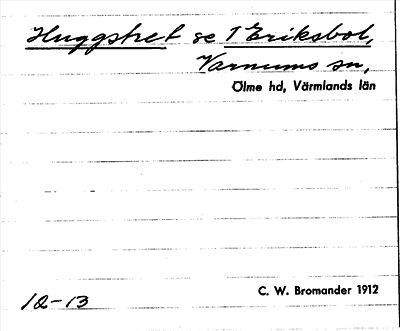 Huggstret se 1 Eriksbol,
Varnums sn,
Ölme hd, Värmlands län
C. W. Bromander 1912
12-13